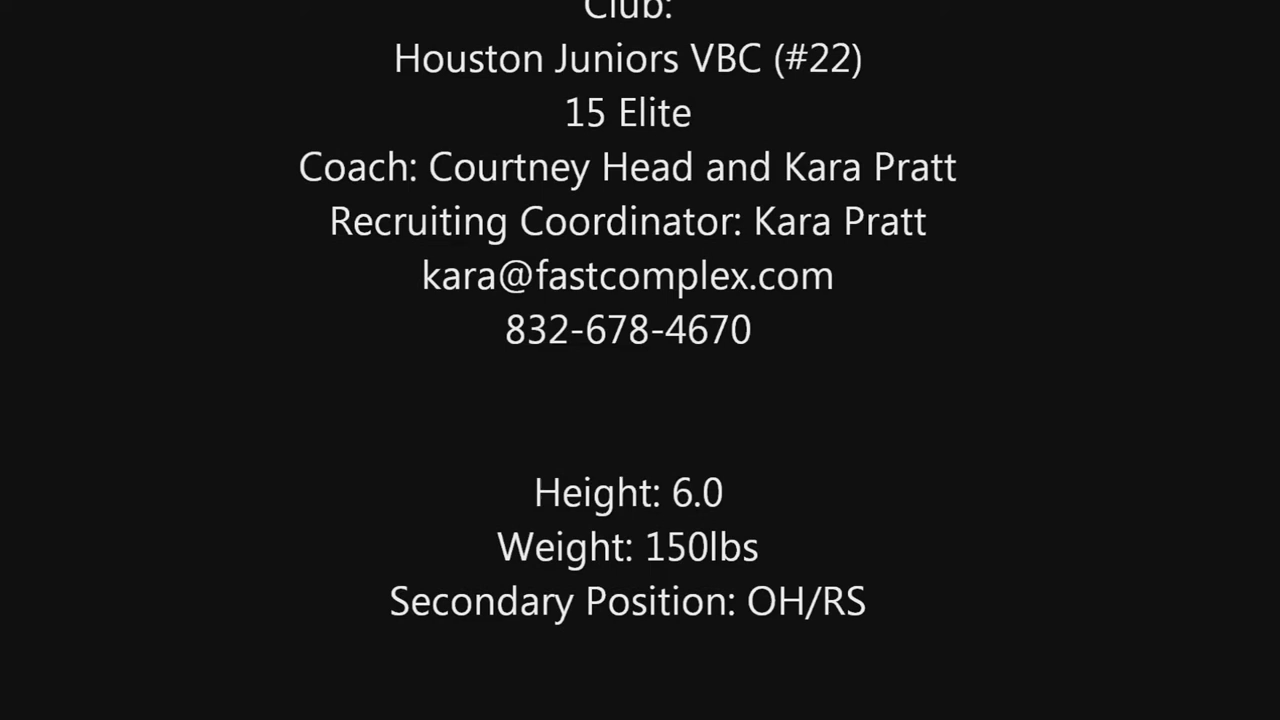 Club:
Houston Juniors VBC (#22)
15 Elite
Coach: Courtney Head and Kara Pratt
Recruiting Coordinator: Kara Pratt
kara@fastcomplex.com
832-678-4670
Height: 6.0
Weight: 150lbs
Secondary Position: OH/RS